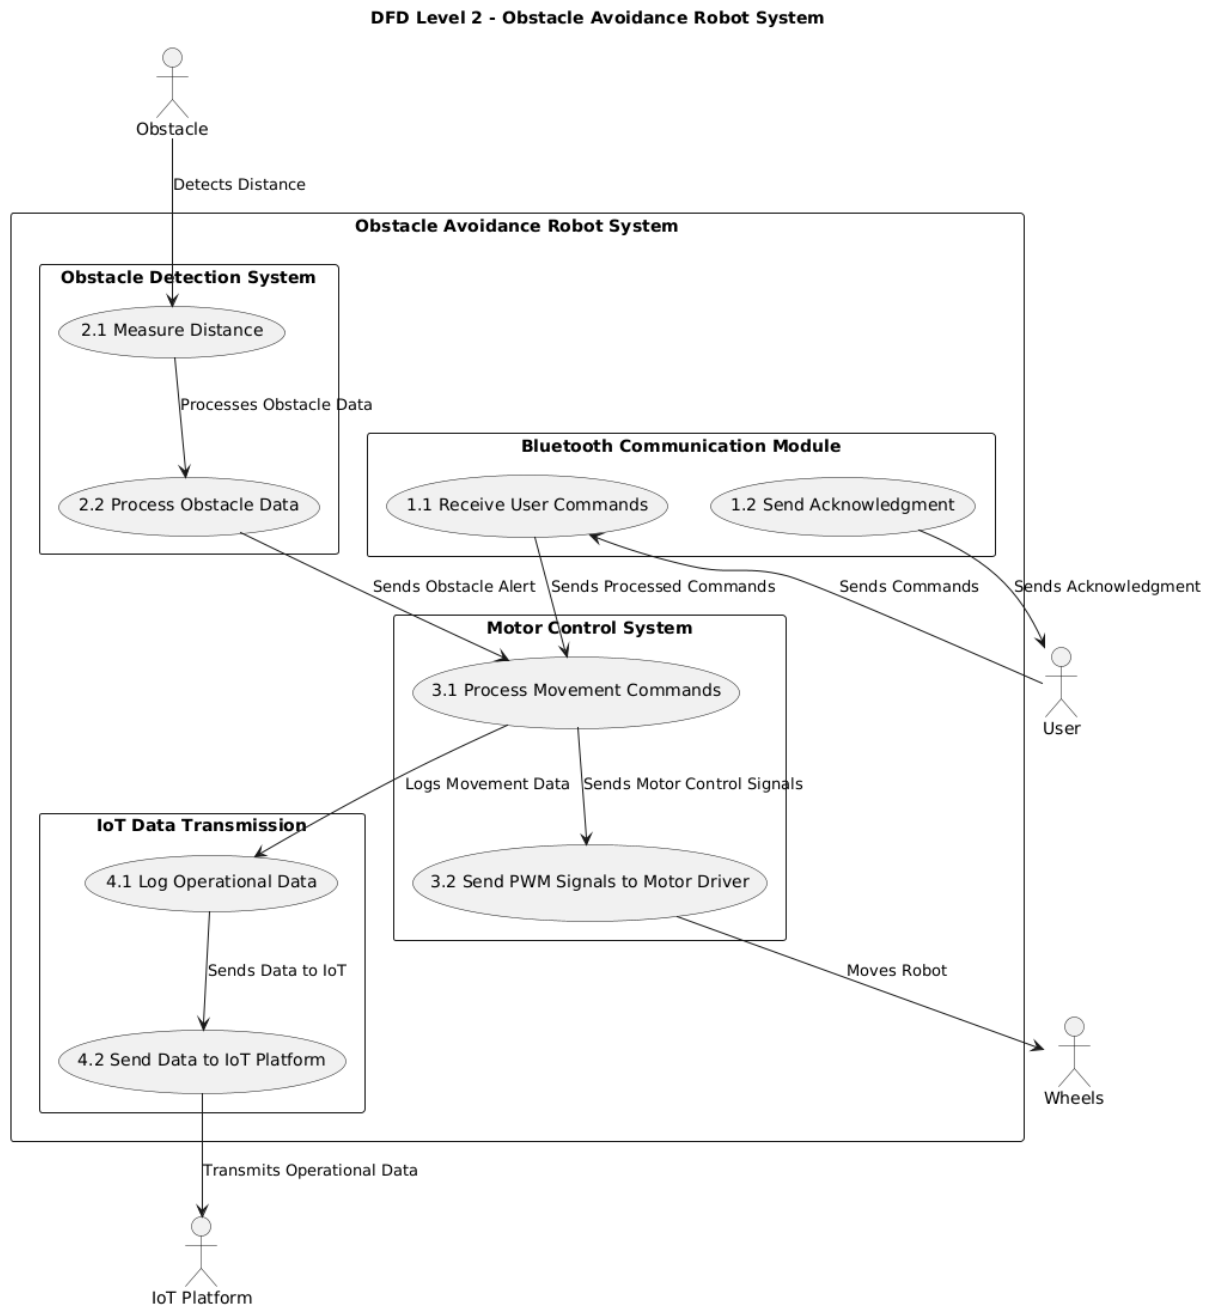 DFD Level 2 - Obstacle Avoidance Robot System
Obstacle
Detects Distance
Obstacle Avoidance Robot System
Obstacle Detection System
2.1 Measure Distance
Processes Obstacle Data
Bluetooth Communication Module
2.2 Process Obstacle Data
1.1 Receive User Commands
1.2 Send Acknowledgment
Sends Obstacle Alert
Sends Processed Commands
Sends Commands
Sends Acknowledgment
Motor Control System
3.1 Process Movement Commands
User
Logs Movement Data
Sends Motor Control Signals
IoT Data Transmission
4.1 Log Operational Data
3.2 Send PWM Signals to Motor Driver
Sends Data to IoT
Moves Robot
4.2 Send Data to IoT Platform
Wheels
Transmits Operational Data
IoT Platform